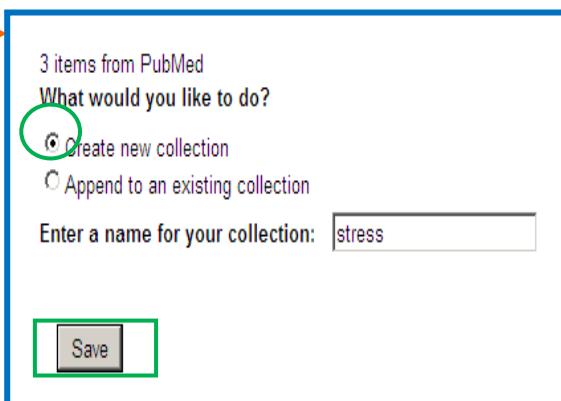 3 items from PubMed
What would you like to do?
Create new collection
Append to an existing collection
Enter a name for your collection: stress
Save